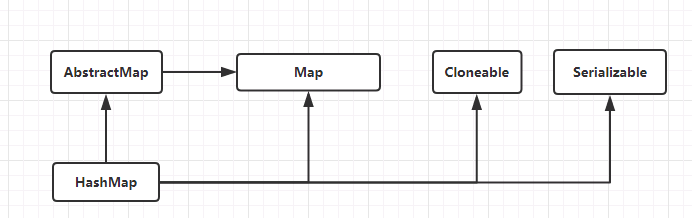 AbstractMap
Map
Cloneable
Serializable
HashMap